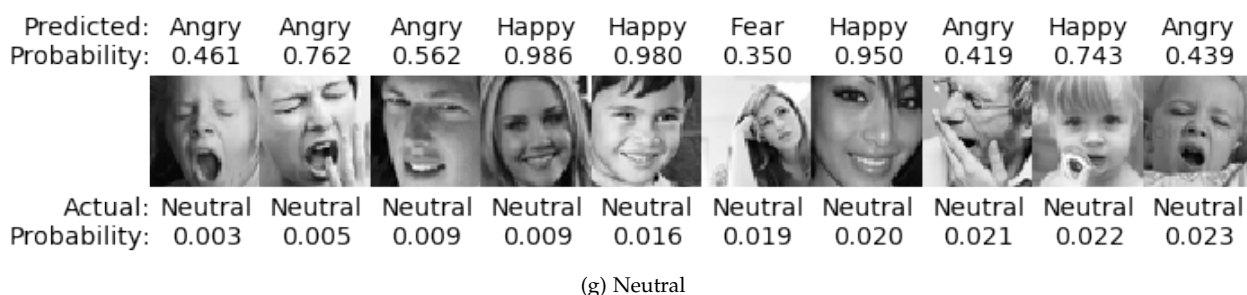 Predicted: Angry Angry Angry Happy Happy Fear Happy Angry Happy Angry
Probability: 0.461 0.762 0.562 0.986 0.980 0.350 0.950 0.419 0.743 0.439
Actual: Neutral Neutral Neutral Neutral Neutral Neutral Neutral Neutral Neutral Neutral
Probability: 0.003 0.005 0.009 0.009 0.016 0.019 0.020 0.021 0.022 0.023
(g) Neutral